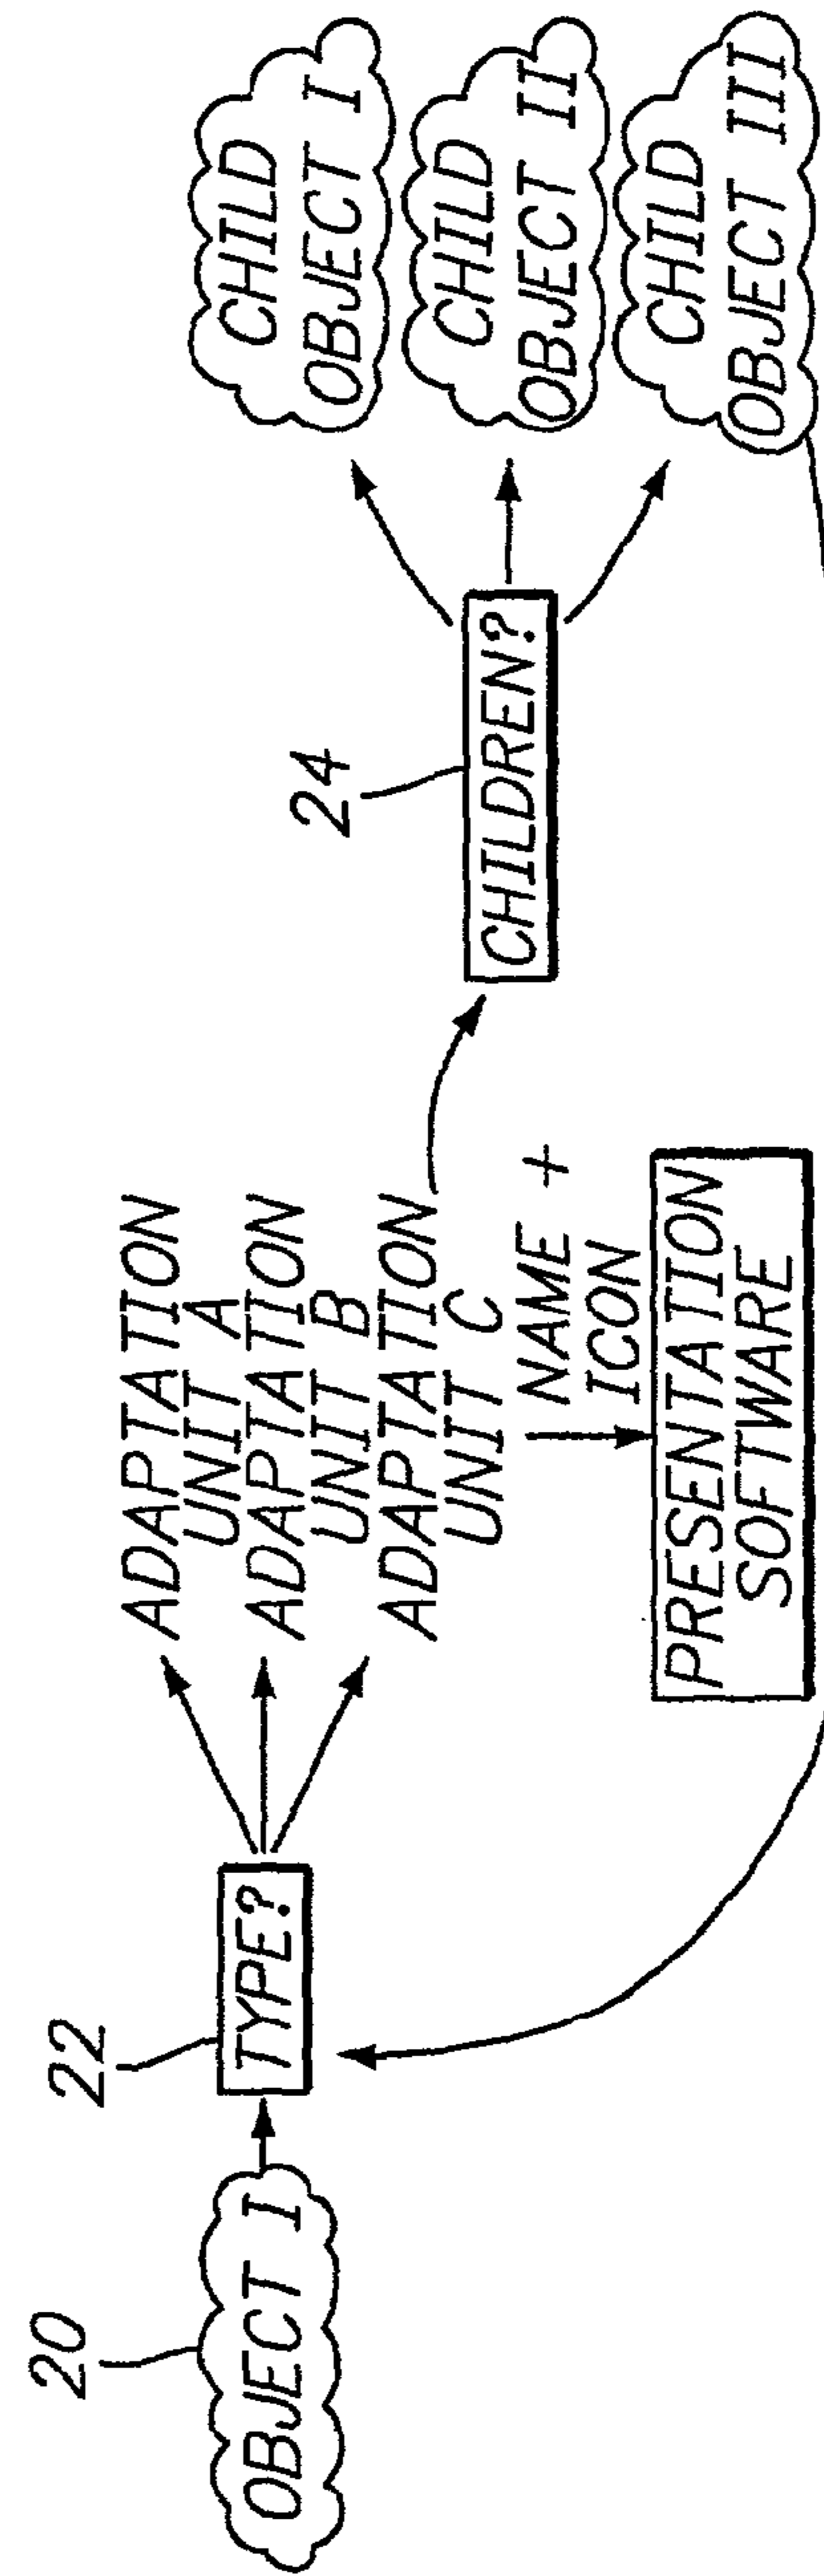 20
OBJECT I
22
TYPE?
ADAPTATION
UNIT A
ADAPTATION
UNIT B
ADAPTATION
UNIT C
NAME +
ICON
PRESENTATION
SOFTWARE
24
CHILDREN?
CHILD
OBJECT I
CHILD
OBJECT II
CHILD
OBJECT III